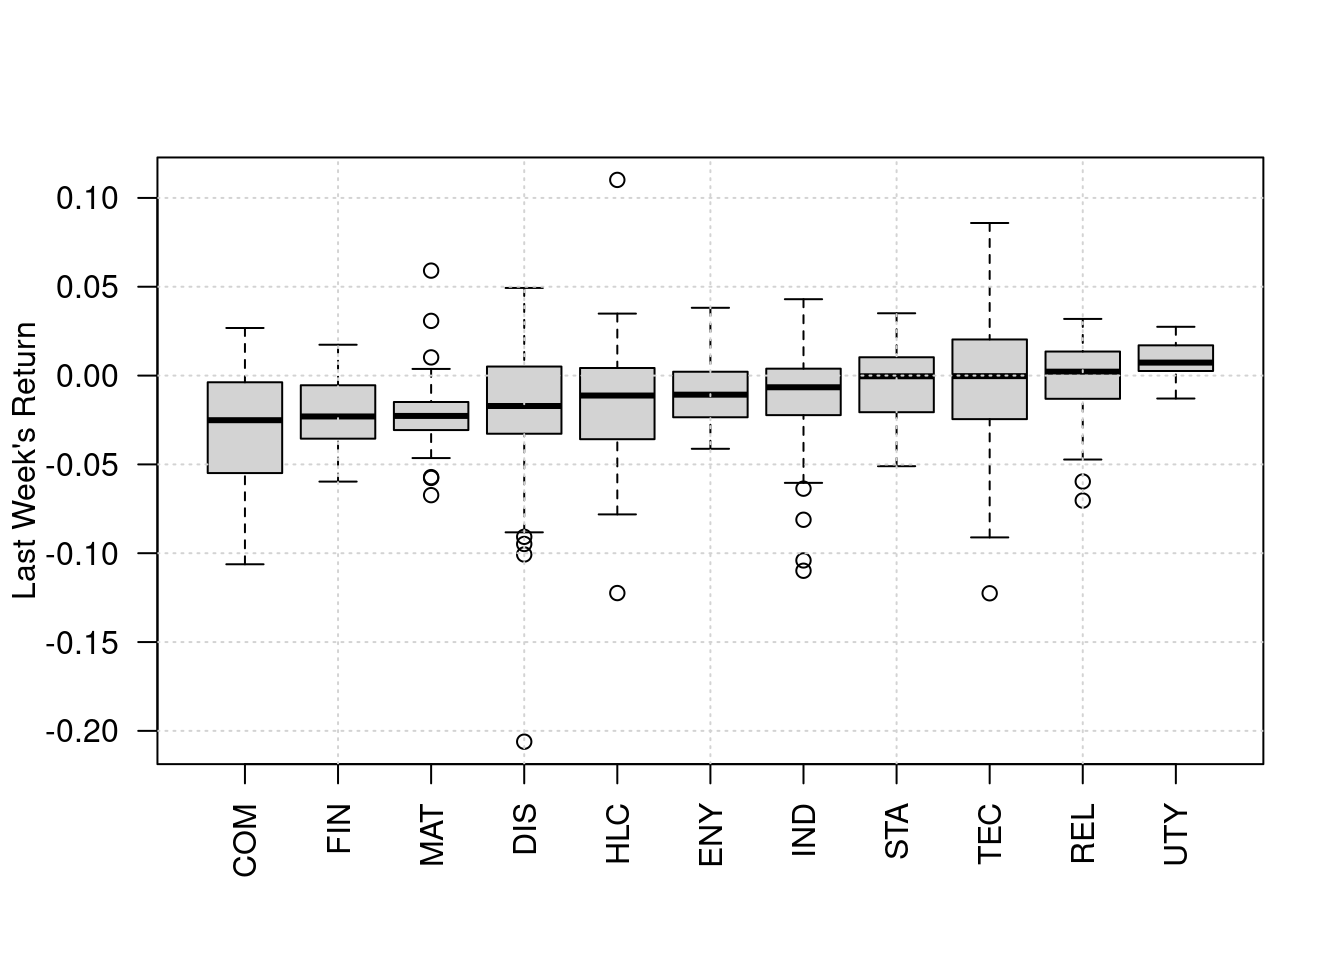 Last Week's Return
0.10
0.05
0.00
-0.05
-0.10
-0.15
-0.20
COM
FIN
MAT
DIS
HLC
ENY
IND
STA
TEC
REL
UTY